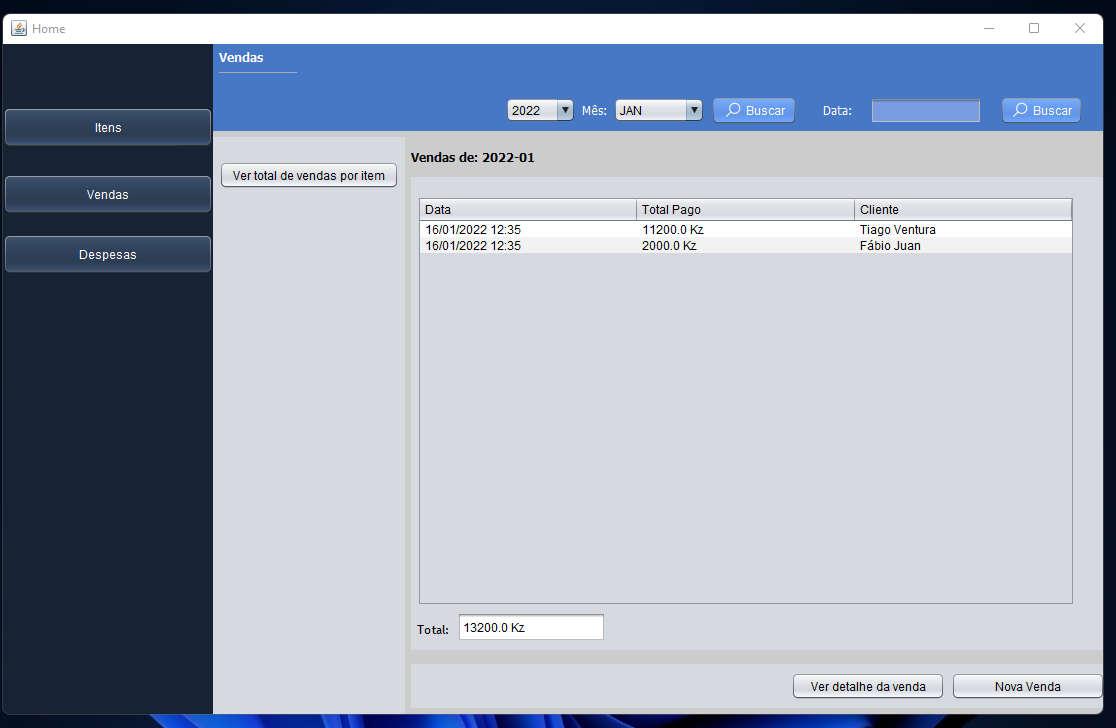 Home
Vendas
2022 Mês: JAN Buscar Data: Buscar
Itens
Vendas
Despesas
Ver total de vendas por item
Vendas de: 2022-01
Data Total Pago Cliente
16/01/2022 12:35 11200.0 Kz Tiago Ventura
16/01/2022 12:35 2000.0 Kz Fábio Juan
Total: 13200.0 Kz
Ver detalhe da venda Nova Venda